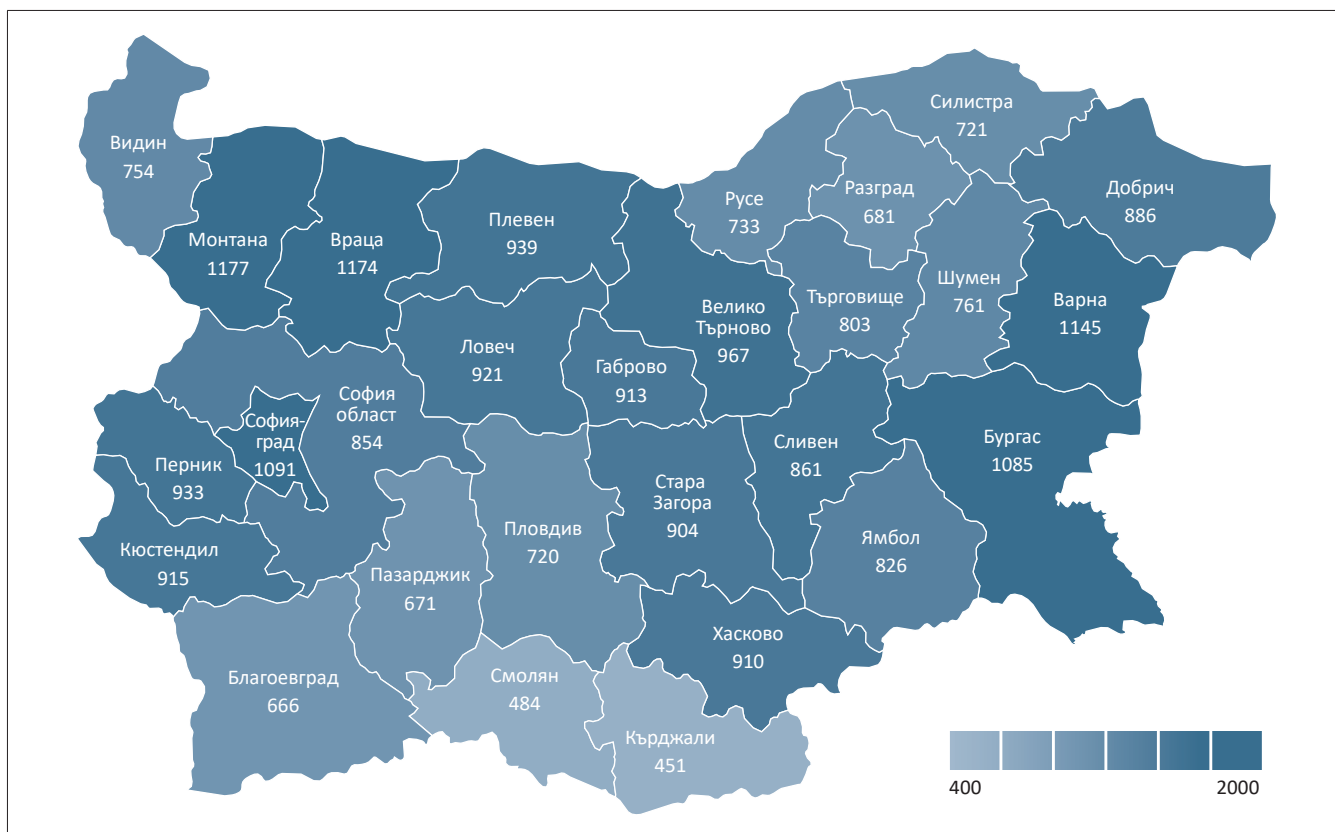 Видин
754
Монтана
1177
Враца
1174
Плевен
939
Велико
Търново
967
Русе
733
Разград
681
Силистра
721
Добрич
886
Търговище
803
Шумен
761
Варна
1145
Ловеч
921
Габрово
913
София
област
854
София-
град
1091
Перник
933
Кюстендил
915
Благоевград
666
Пазарджик
671
Пловдив
720
Стара
Загора
904
Сливен
861
Бургас
1085
Ямбол
826
Хасково
910
Смолян
484
Кърджали
451
400
2000